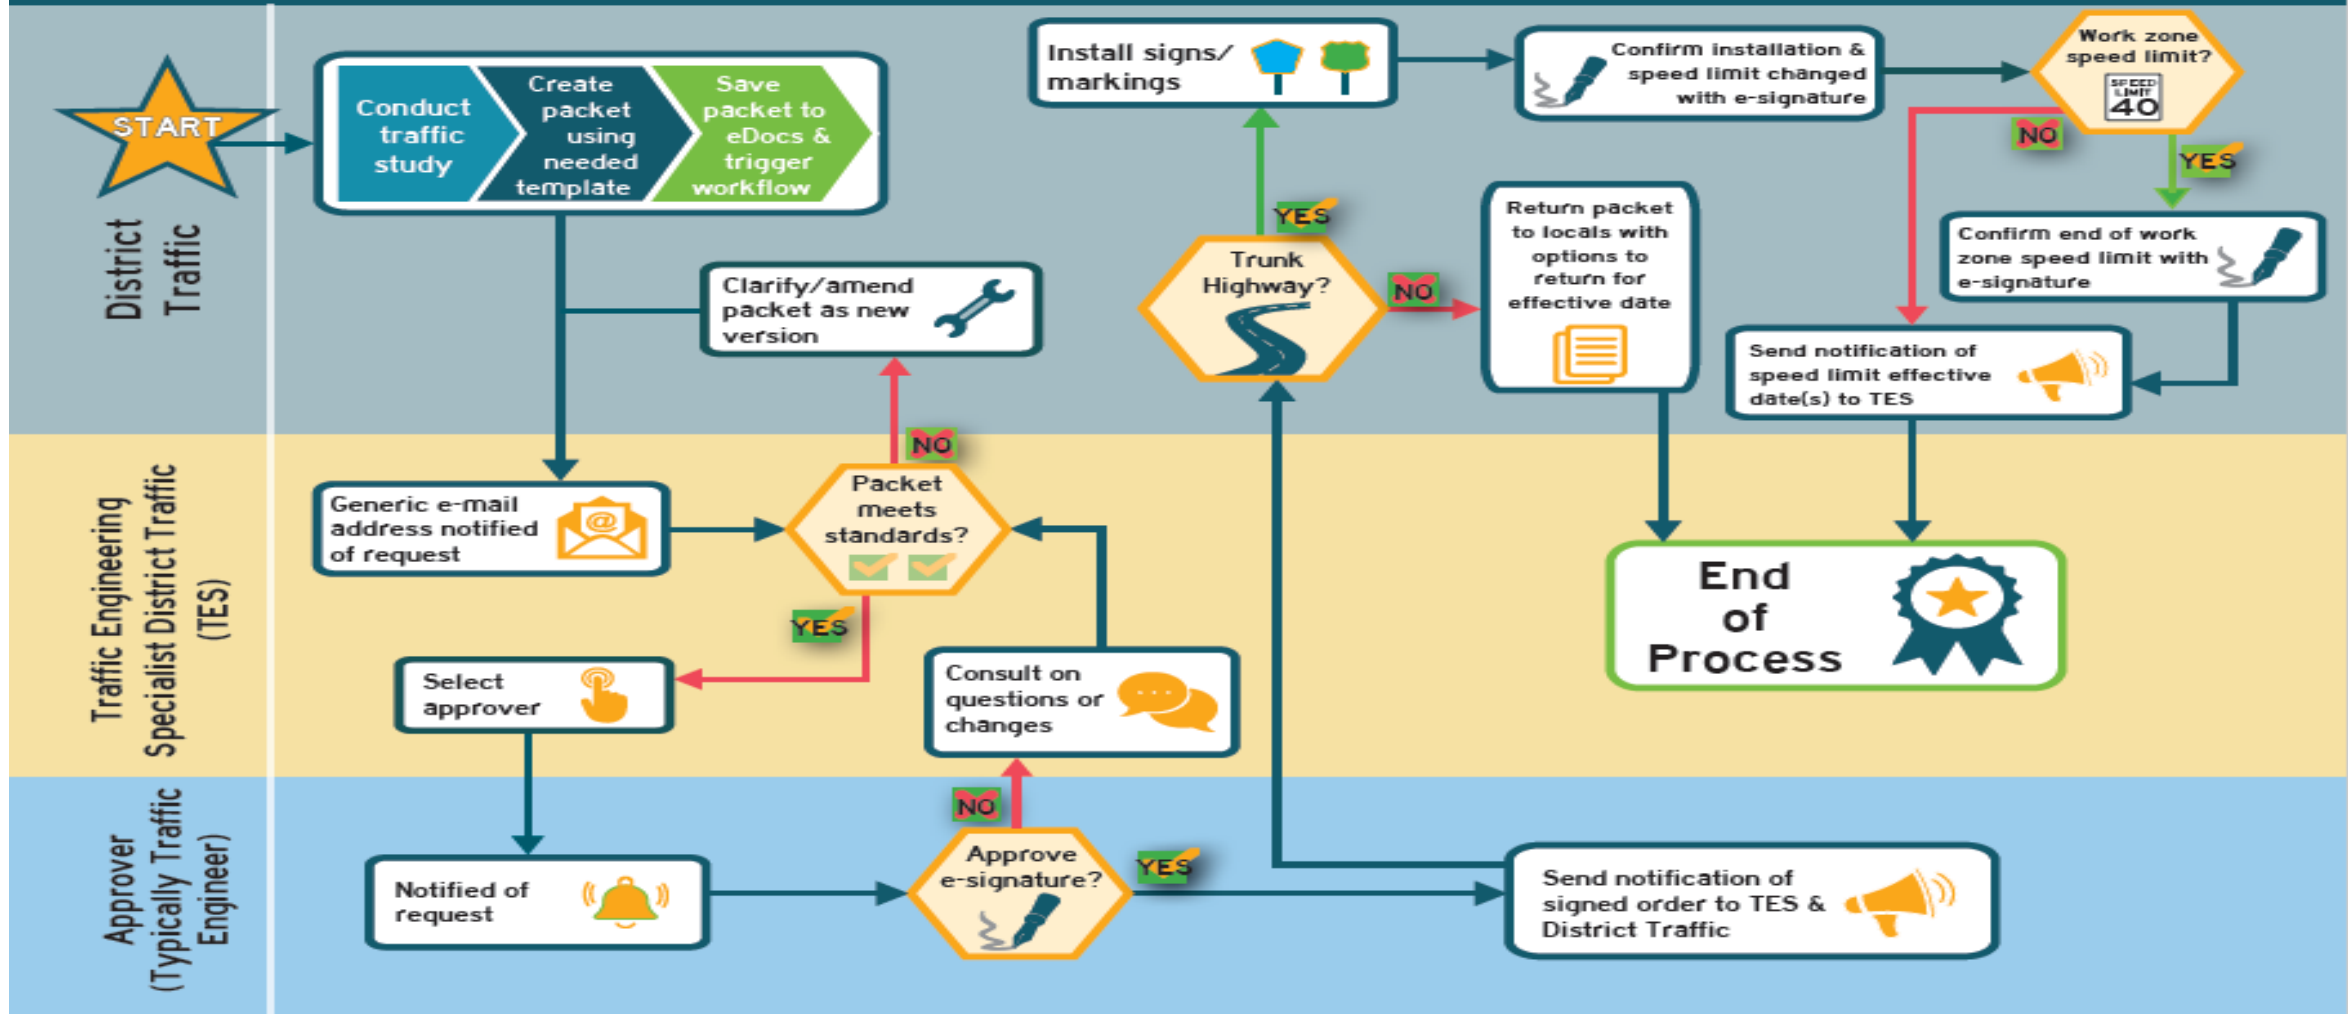 START
Conduct
traffic
study
Create
packet
using
needed
template
Save
packet to
eDocs &
trigger
workflow
District
Traffic
Clarify/amend
packet as new
version
Install signs/
markings
Confirm installation &
speed limit changed
with e-signature
Work zone
speed limit?
SPEED
LIMIT
40
NO
YES
YES
Trunk
Highway?
NO
Return packet
to locals with
options to
return for
effective date
Confirm end of work
zone speed limit with
e-signature
Send notification of
speed limit effective
date(s) to TES
Traffic Engineering
Specialist District Traffic
(TES)
Generic e-mail
address notified
of request
@
NO
Packet
meets
standards?
YES
Select
approver
Consult on
questions or
changes
End
of
Process
Approver
(Typically Traffic
Engineer)
Notified of
request
NO
Approve
e-signature?
YES
Send notification of
signed order to TES &
District Traffic